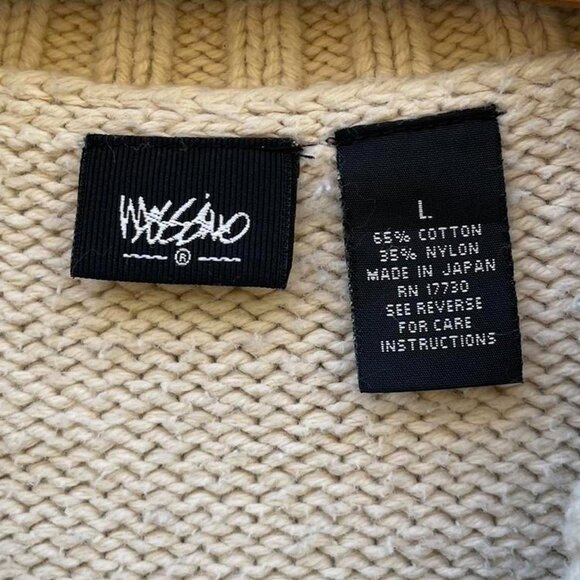 MOSSIMO
®
L
65% COTTON
35% NYLON
MADE IN JAPAN
RN 17730
SEE REVERSE
FOR CARE
INSTRUCTIONS